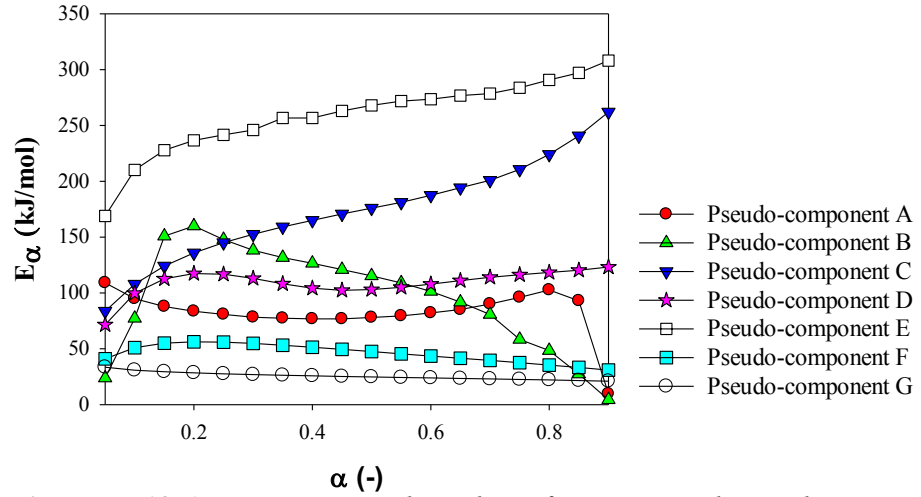 350
300
250
200
150
100
50
0
Eα (kJ/mol)
0.2 0.4 0.6 0.8
α (-)
Pseudo-component A
Pseudo-component B
Pseudo-component C
Pseudo-component D
Pseudo-component E
Pseudo-component F
Pseudo-component G